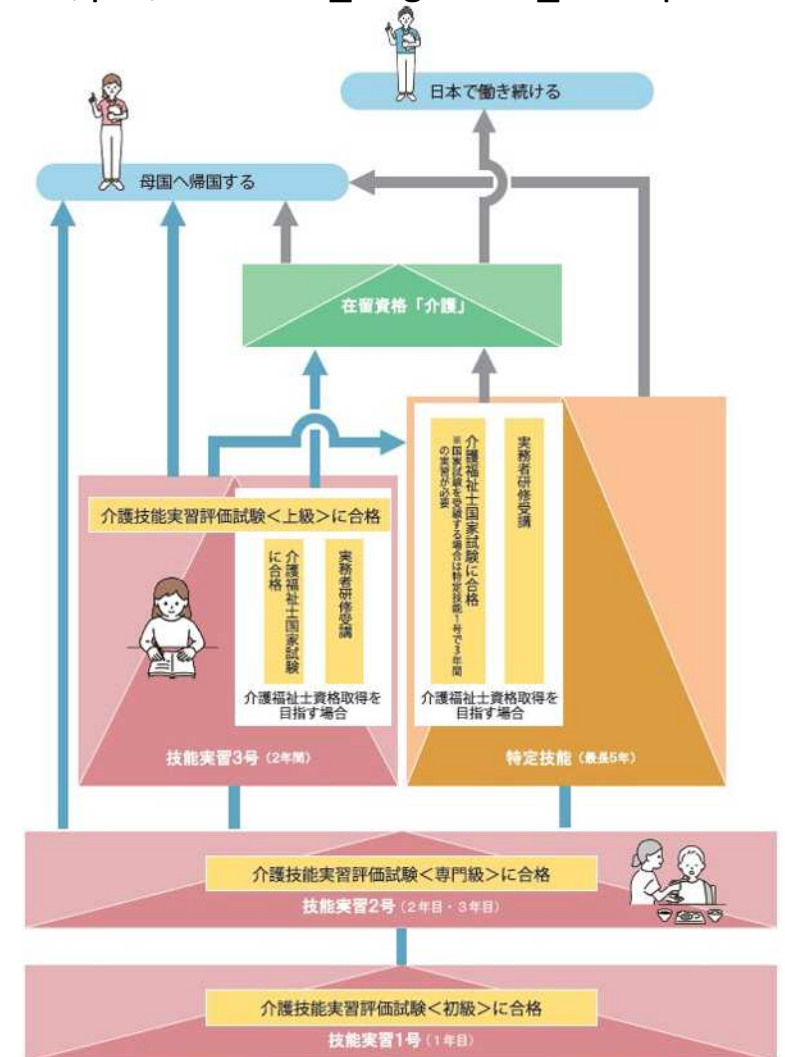 日本で働き続ける
母国へ帰国する
在留資格「介護」
介護技能実習評価試験＜上級＞に合格
介護福祉士国家試験
に合格
実務者研修受講
介護福祉士資格取得を
目指す場合
技能実習3号（2年間）
介護福祉士国家試験に合格
※国家試験を受験する場合は特定技能1号で3年間
の実習が必要
実務者研修受講
介護福祉士資格取得を
目指す場合
特定技能（最長5年）
介護技能実習評価試験＜専門級＞に合格
技能実習2号（2年目・3年目）
介護技能実習評価試験＜初級＞に合格
技能実習1号（1年目）